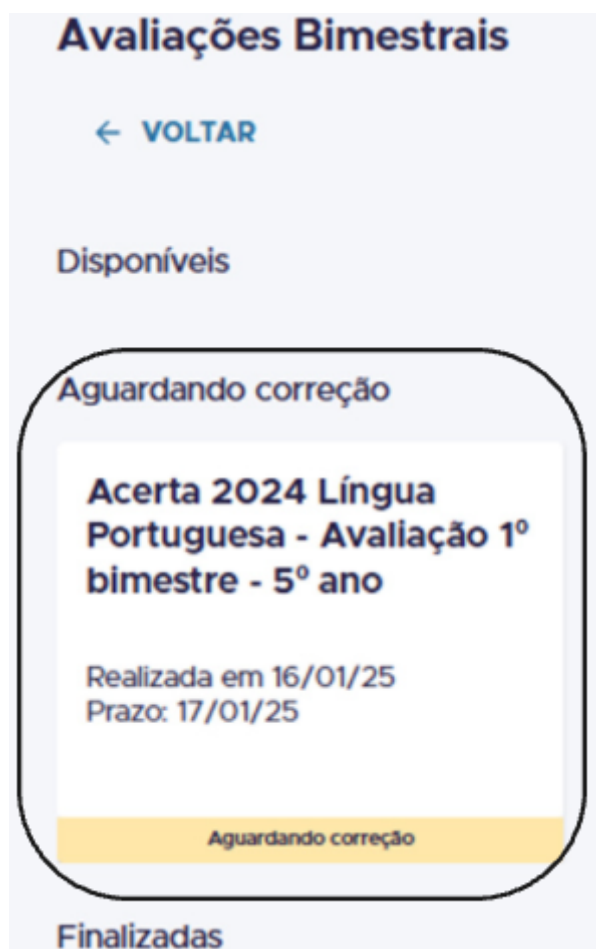 Avaliações Bimestrais
← VOLTAR
Disponíveis
Aguardando correção
Acerta 2024 Língua
Portuguesa - Avaliação 1º
bimestre - 5º ano
Realizada em 16/01/25
Prazo: 17/01/25
Aguardando correção
Finalizadas